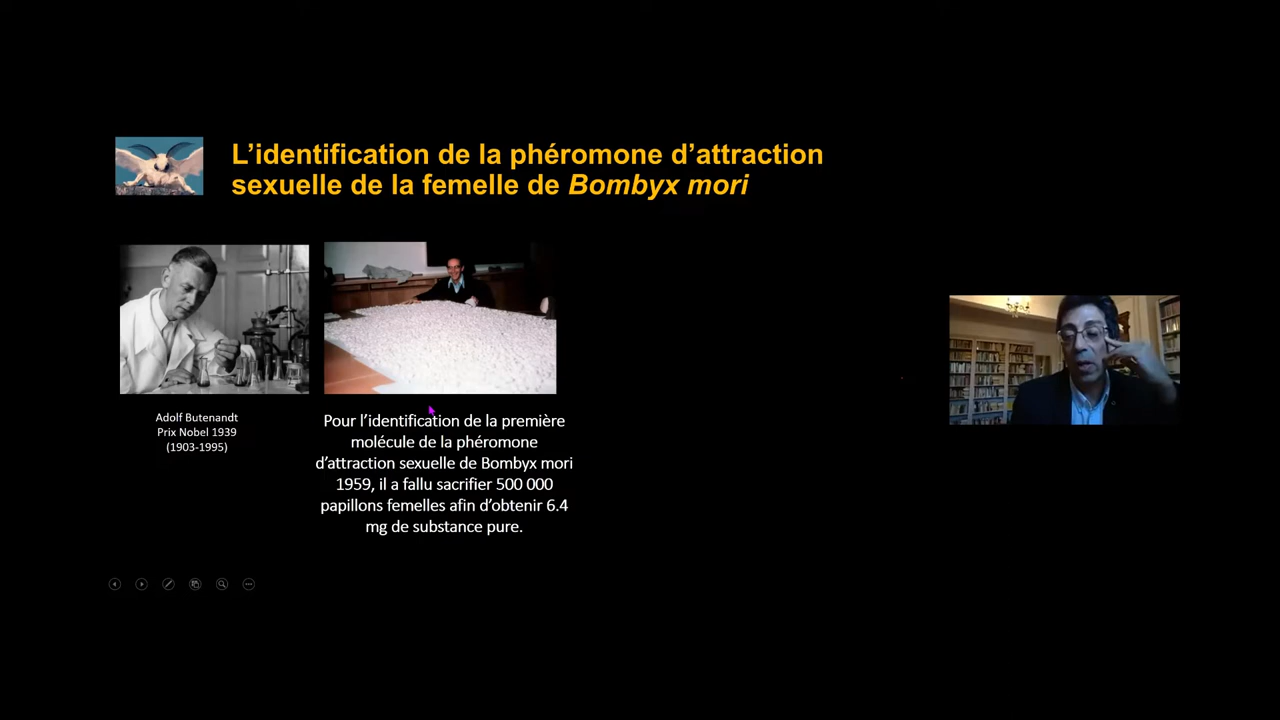 L’identification de la phéromone d’attraction
sexuelle de la femelle de Bombyx mori
Adolf Butenandt
Prix Nobel 1939
(1903-1995)
Pour l’identification de la première
molécule de la phéromone
d’attraction sexuelle de Bombyx mori
1959, il a fallu sacrifier 500 000
papillons femelles afin d’obtenir 6.4
mg de substance pure.